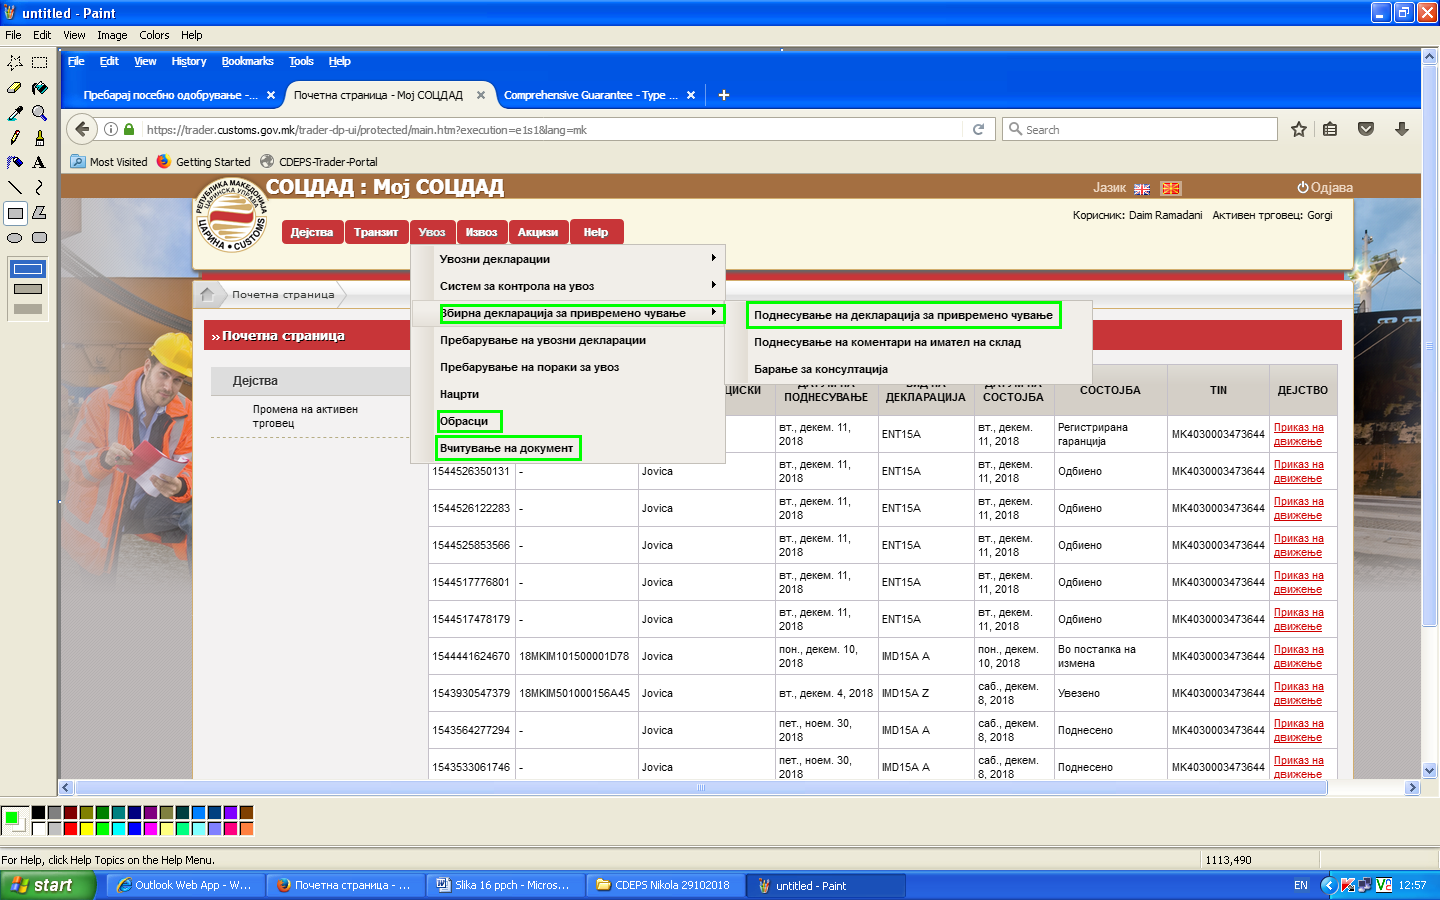 untitled - Paint
File Edit View Image Colors Help
File Edit View History Bookmarks Tools Help
Пребарај посебно одобрување -... Почетна страница - Мој СОЦДАД Comprehensive Guarantee - Type ...
https://trader.customs.gov.mk/trader-dp-ui/protected/main.htm?execution=e1s1&lang=mk
Search
Most Visited Getting Started CDEPS-Trader-Portal
РЕПУБЛИКА МАКЕДОНИЈА
ЦАРИНСКА УПРАВА
ЦАРИНА • CUSTOMS
СОЦДАД : Мој СОЦДАД
Јазик
Одјава
Корисник: Daim Ramadani Активен трговец: Gorgi
Дејства Транзит Увоз Извоз Акцизи Help
Увозни декларации
Систем за контрола на увоз
Збирна декларација за привремено чување
Пребарување на увозни декларации
Пребарување на пораки за увоз
Нацрти
Обрасци
Вчитување на документ
Поднесување на декларација за привремено чување
Поднесување на коментари на имател на склад
Барање за консултација
Почетна страница
»Почетна страница
Дејства
Промена на активен
трговец
ПОДНЕСУВАЊЕ ДЕКЛАРАЦИЈА СОСТОЈБА СОСТОЈБА TIN ДЕЈСТВО
вт., декем. 11, 2018 ENT15A вт., декем. 11, 2018 Регистрирана гаранција MK4030003473644 Приказ на движење
1544526350131 - Jovica вт., декем. 11, 2018 ENT15A вт., декем. 11, 2018 Одбиено MK4030003473644 Приказ на движење
1544526122283 - Jovica вт., декем. 11, 2018 ENT15A вт., декем. 11, 2018 Одбиено MK4030003473644 Приказ на движење
1544525853566 - Jovica вт., декем. 11, 2018 ENT15A вт., декем. 11, 2018 Одбиено MK4030003473644 Приказ на движење
1544517776801 - Jovica вт., декем. 11, 2018 ENT15A вт., декем. 11, 2018 Одбиено MK4030003473644 Приказ на движење
1544517478179 - Jovica вт., декем. 11, 2018 ENT15A вт., декем. 11, 2018 Одбиено MK4030003473644 Приказ на движење
1544441624670 18MKIM101500001D78 Jovica пон., декем. 10, 2018 IMD15A A пон., декем. 10, 2018 Во постапка на измена MK4030003473644 Приказ на движење
1543930547379 18MKIM501000156A45 Jovica вт., декем. 4, 2018 IMD15A Z саб., декем. 8, 2018 Увезено MK4030003473644 Приказ на движење
1543564277294 - Jovica пет., ноем. 30, 2018 IMD15A A саб., декем. 8, 2018 Поднесено MK4030003473644 Приказ на движење
1543533061746 - Jovica пет., ноем. 30, 2018 IMD15A A саб., декем. 8, 2018 Поднесено MK4030003473644 Приказ на движење
For Help, click Help Topics on the Help Menu.
1113,490
start Outlook Web App - W... Почетна страница - ... Slika 16 ppch - Micros... CDEPS Nikola 29102018 untitled - Paint EN 12:57